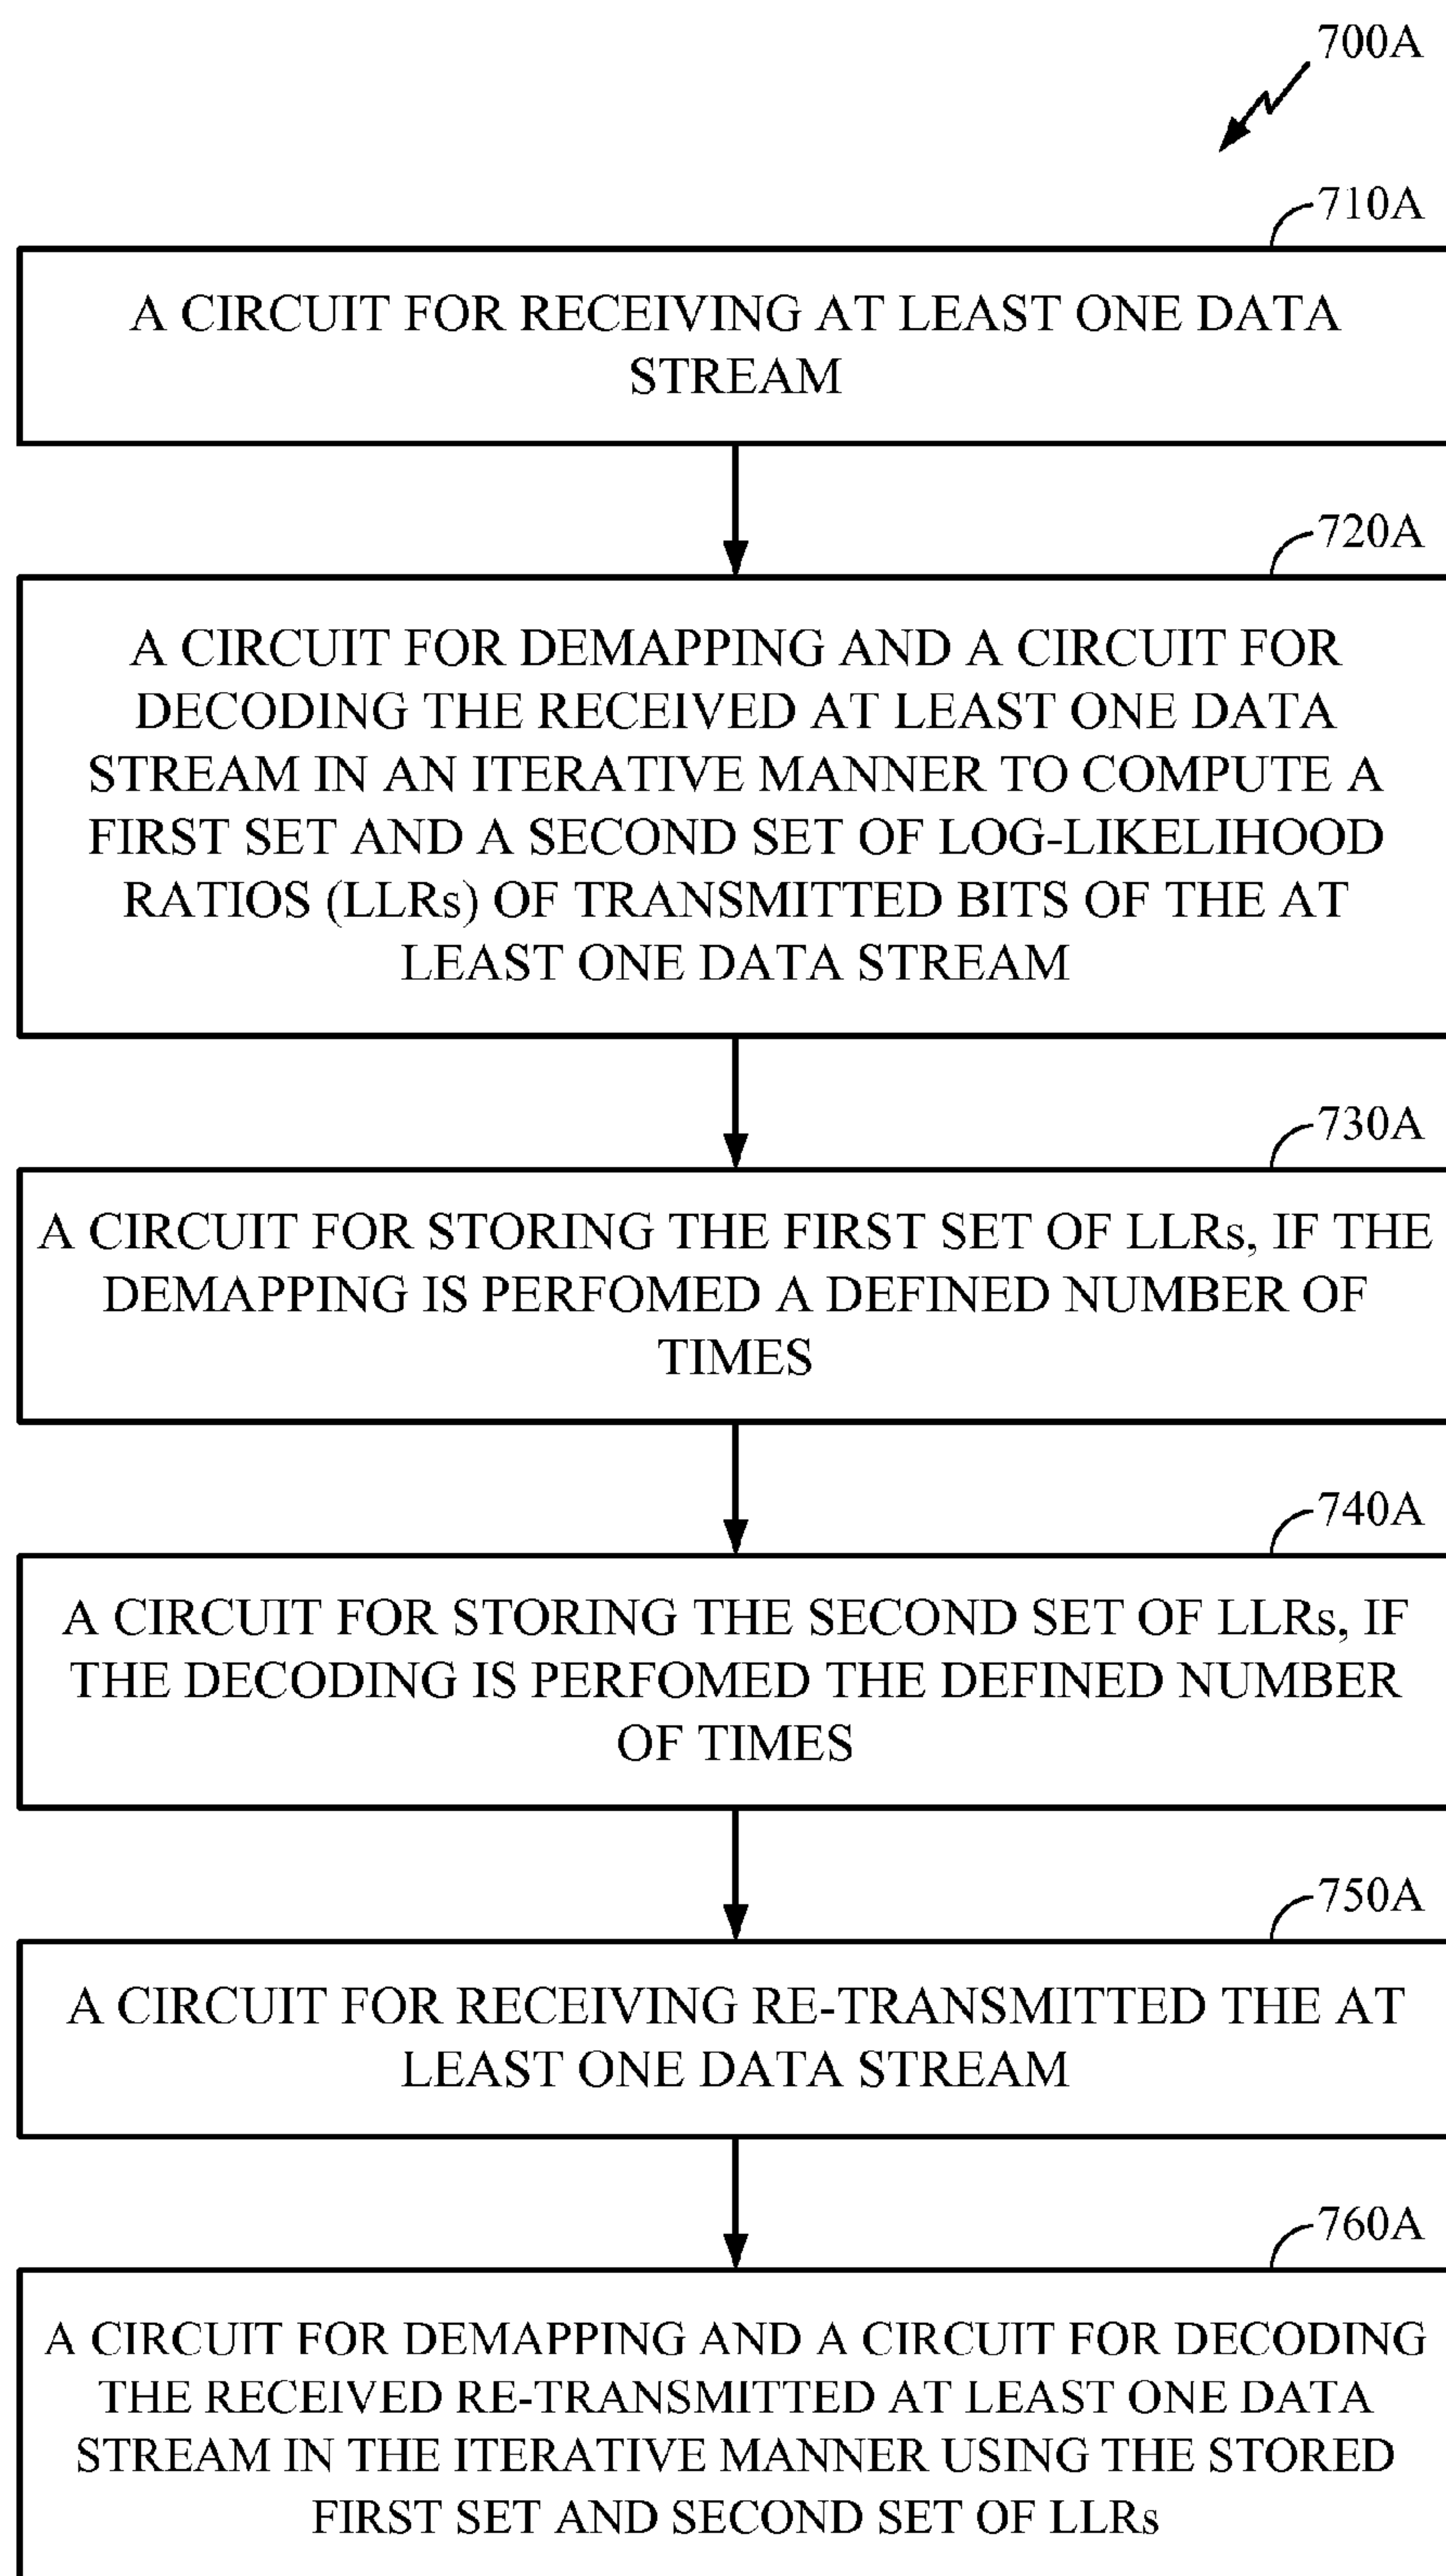 700A
710A
A CIRCUIT FOR RECEIVING AT LEAST ONE DATA
STREAM
720A
A CIRCUIT FOR DEMAPPING AND A CIRCUIT FOR
DECODING THE RECEIVED AT LEAST ONE DATA
STREAM IN AN ITERATIVE MANNER TO COMPUTE A
FIRST SET AND A SECOND SET OF LOG-LIKELIHOOD
RATIOS (LLRs) OF TRANSMITTED BITS OF THE AT
LEAST ONE DATA STREAM
730A
A CIRCUIT FOR STORING THE FIRST SET OF LLRs, IF THE
DEMAPPING IS PERFOMED A DEFINED NUMBER OF
TIMES
740A
A CIRCUIT FOR STORING THE SECOND SET OF LLRs, IF
THE DECODING IS PERFOMED THE DEFINED NUMBER
OF TIMES
750A
A CIRCUIT FOR RECEIVING RE-TRANSMITTED THE AT
LEAST ONE DATA STREAM
760A
A CIRCUIT FOR DEMAPPING AND A CIRCUIT FOR DECODING
THE RECEIVED RE-TRANSMITTED AT LEAST ONE DATA
STREAM IN THE ITERATIVE MANNER USING THE STORED
FIRST SET AND SECOND SET OF LLRs